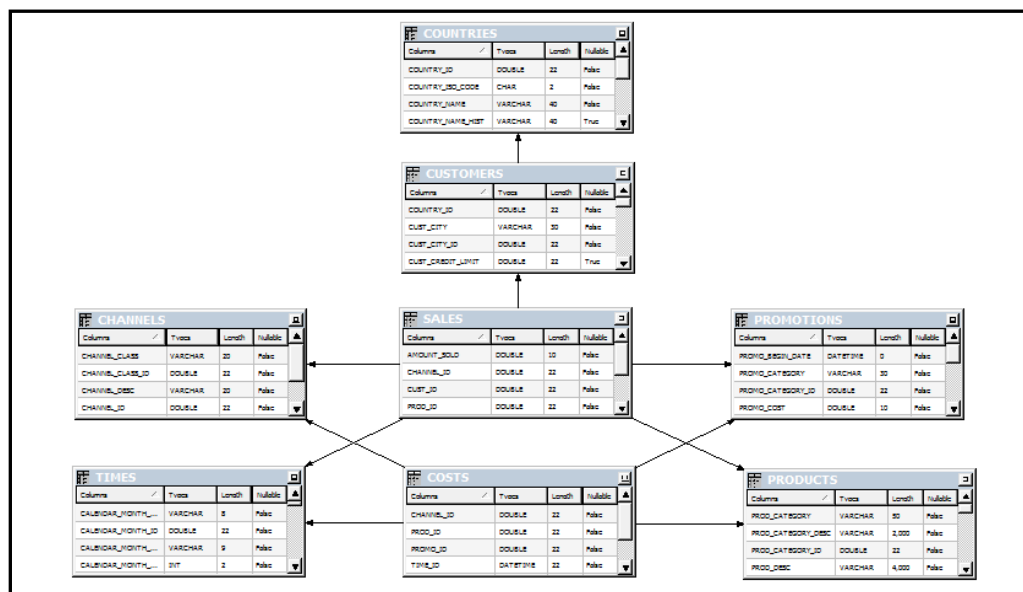 COUNTRIES
Columns Types Length Nullable
COUNTRY_ID DOUBLE 22 False
COUNTRY_ISO_CODE CHAR 2 False
COUNTRY_NAME VARCHAR 40 False
COUNTRY_NAME_HIST VARCHAR 40 True
CUSTOMERS
Columns Types Length Nullable
COUNTRY_ID DOUBLE 22 False
CUST_CITY VARCHAR 30 False
CUST_CITY_ID DOUBLE 22 False
CUST_CREDIT_LIMIT DOUBLE 22 True
CHANNELS
Columns Types Length Nullable
CHANNEL_CLASS VARCHAR 20 False
CHANNEL_CLASS_ID DOUBLE 22 False
CHANNEL_DESC VARCHAR 20 False
CHANNEL_ID DOUBLE 22 False
SALES
Columns Types Length Nullable
AMOUNT_SOLD DOUBLE 10 False
CHANNEL_ID DOUBLE 22 False
CUST_ID DOUBLE 22 False
PROD_ID DOUBLE 22 False
PROMOTIONS
Columns Types Length Nullable
PROMO_BEGIN_DATE DATETIME 0 False
PROMO_CATEGORY VARCHAR 30 False
PROMO_CATEGORY_ID DOUBLE 22 False
PROMO_COST DOUBLE 10 False
TIMES
Columns Types Length Nullable
CALENDAR_MONTH_... VARCHAR 8 False
CALENDAR_MONTH_ID DOUBLE 22 False
CALENDAR_MONTH_... VARCHAR 9 False
CALENDAR_MONTH_... INT 2 False
COSTS
Columns Types Length Nullable
CHANNEL_ID DOUBLE 22 False
PROD_ID DOUBLE 22 False
PROMO_ID DOUBLE 22 False
TIME_ID DATETIME 22 False
PRODUCTS
Columns Types Length Nullable
PROD_CATEGORY VARCHAR 50 False
PROD_CATEGORY_DESC VARCHAR 2,000 False
PROD_CATEGORY_ID DOUBLE 22 False
PROD_DESC VARCHAR 4,000 False